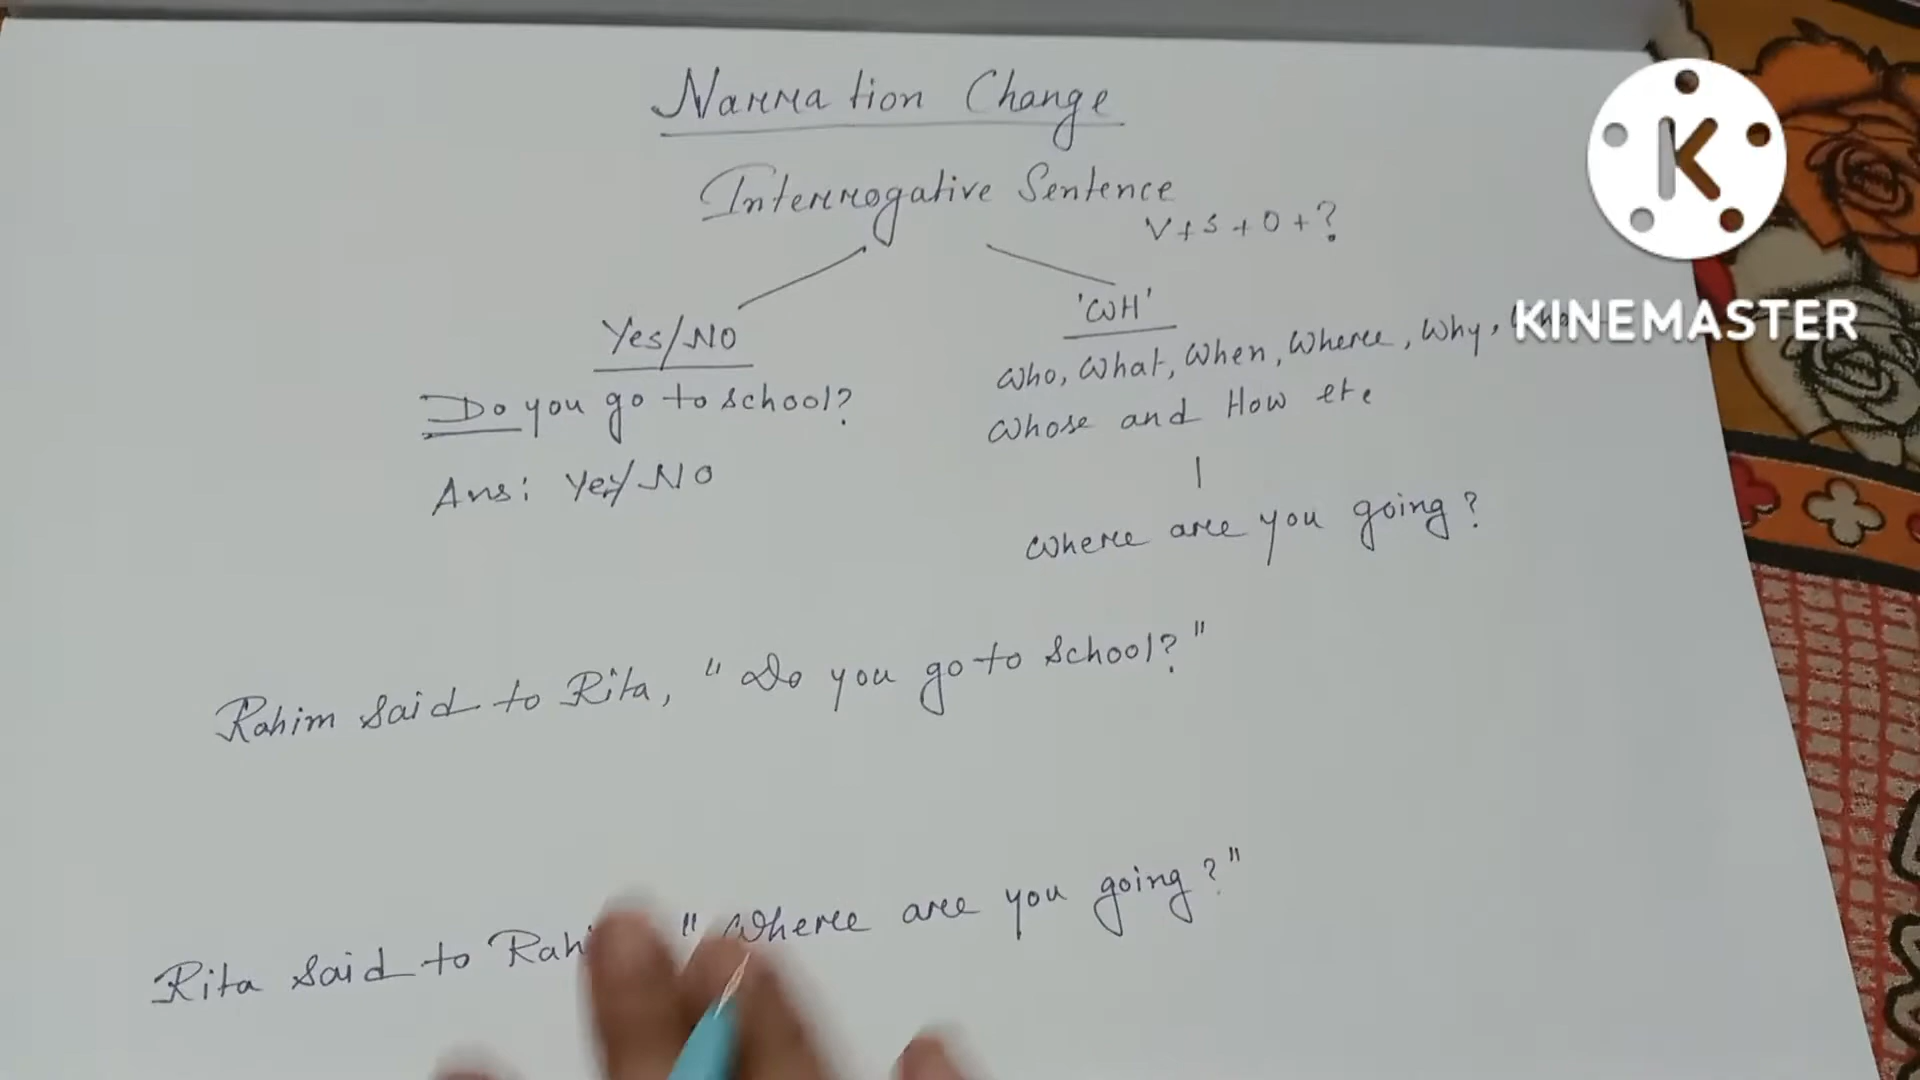 Narration Change
Interrogative Sentence
V + S + O + ?
Yes/NO
Do you go to school?
Ans: Yes/NO
'WH'
Who, What, When, Where, Why,
Whose and How etc
Where are you going?
Rahim said to Rita, "Do you go to school?"
Rita said to "Where are you going?"
KINEMASTER